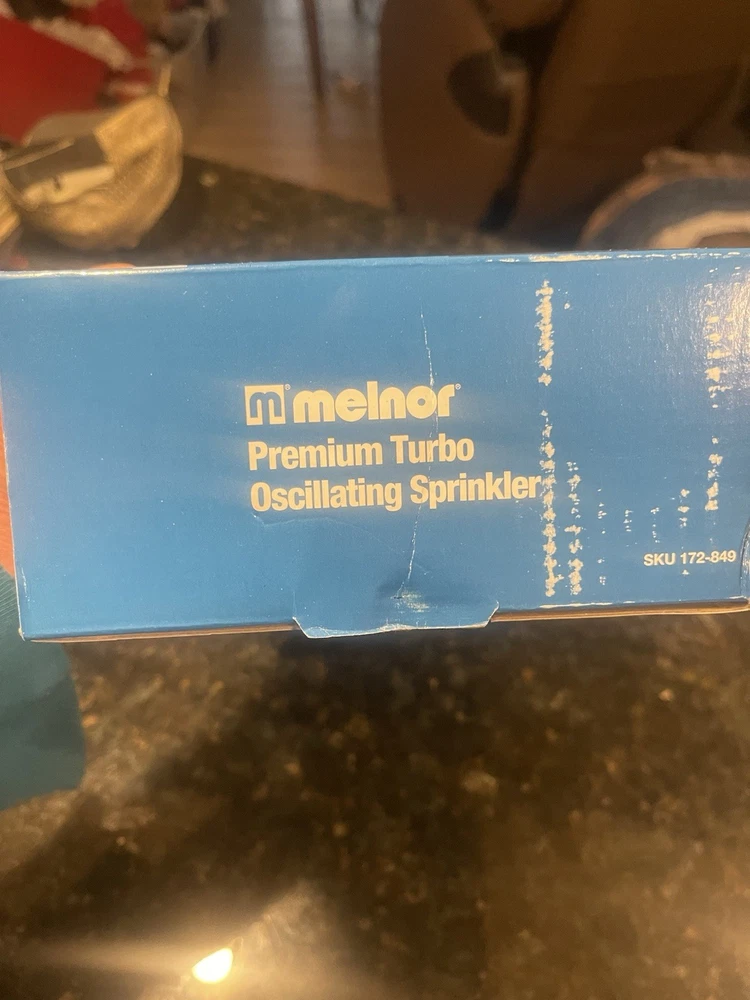 m® melnor®
Premium Turbo
Oscillating Sprinkler
SKU 172-849